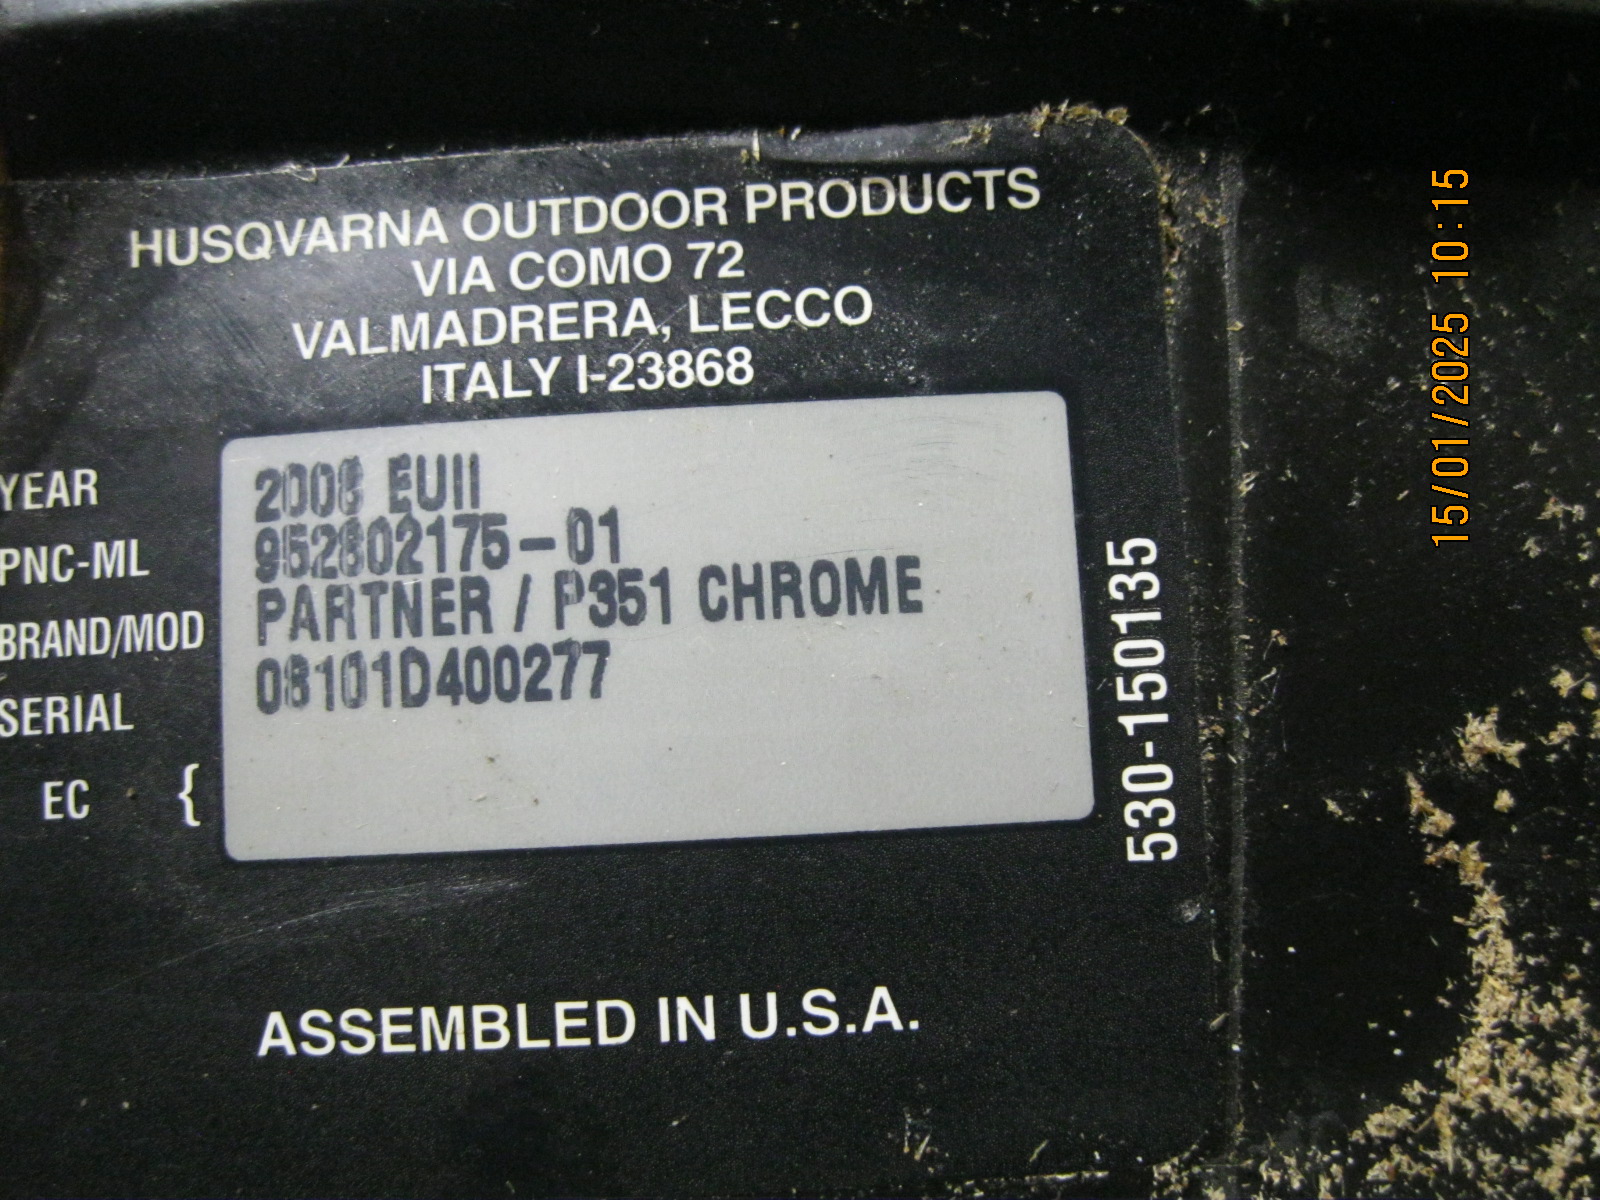 HUSQVARNA OUTDOOR PRODUCTS
VIA COMO 72
VALMADRERA, LECCO
ITALY I-23868
YEAR 2008 EUII
PNC-ML 952802175-01
BRAND/MOD PARTNER / P351 CHROME
SERIAL 08101D400277
EC {
530-150135
ASSEMBLED IN U.S.A.
15/01/2025 10:15